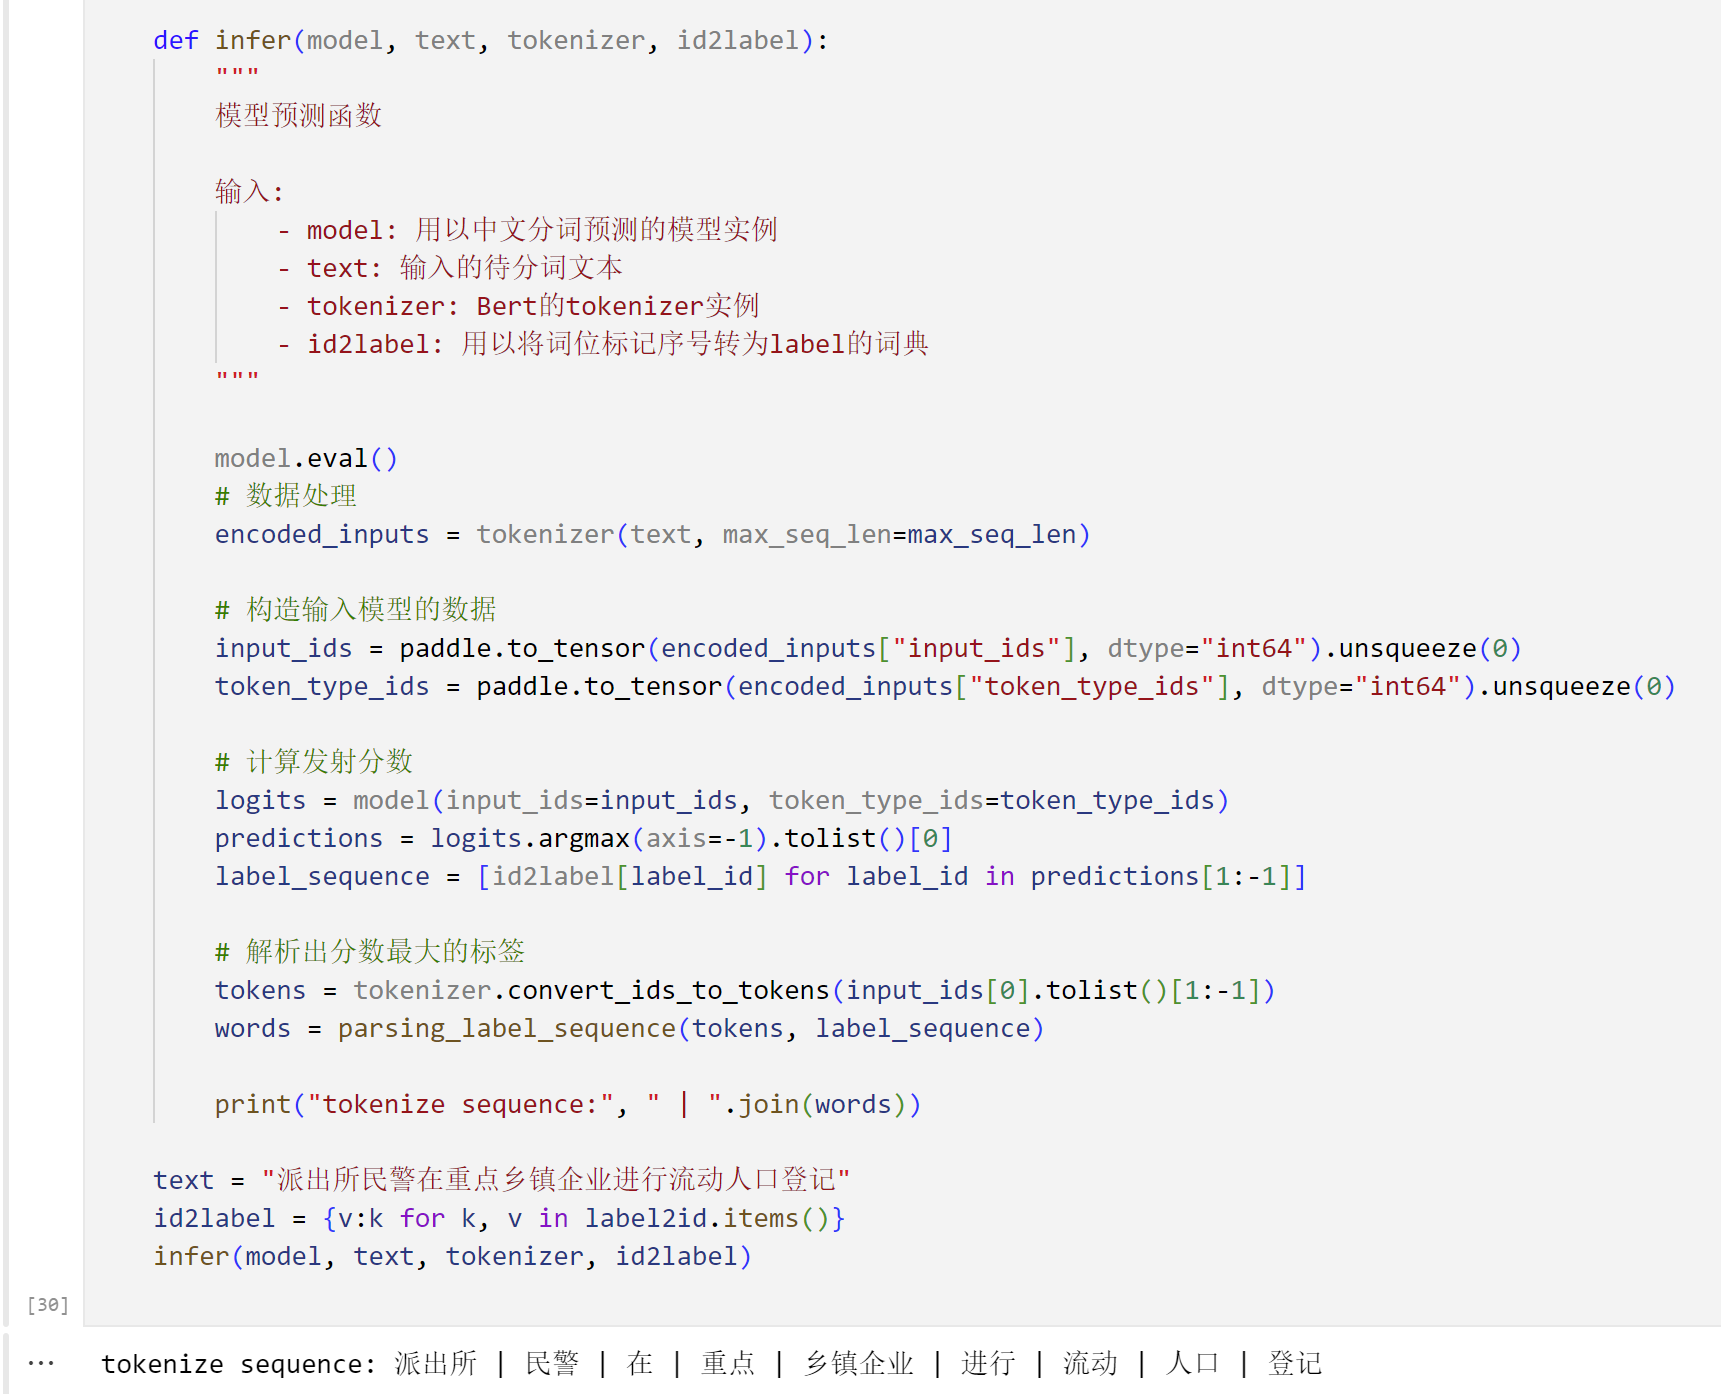 def infer(model, text, tokenizer, id2label):
"""
模型预测函数
输入:
- model: 用以中文分词预测的模型实例
- text: 输入的待分词文本
- tokenizer: Bert的tokenizer实例
- id2label: 用以将词位标记序号转为label的词典
"""
model.eval()
# 数据处理
encoded_inputs = tokenizer(text, max_seq_len=max_seq_len)
# 构造输入模型的数据
input_ids = paddle.to_tensor(encoded_inputs["input_ids"], dtype="int64").unsqueeze(0)
token_type_ids = paddle.to_tensor(encoded_inputs["token_type_ids"], dtype="int64").unsqueeze(0)
# 计算发射分数
logits = model(input_ids=input_ids, token_type_ids=token_type_ids)
predictions = logits.argmax(axis=-1).tolist()[0]
label_sequence = [id2label[label_id] for label_id in predictions[1:-1]]
# 解析出分数最大的标签
tokens = tokenizer.convert_ids_to_tokens(input_ids[0].tolist()[1:-1])
words = parsing_label_sequence(tokens, label_sequence)
print("tokenize sequence:", " | ".join(words))
text = "派出所民警在重点乡镇企业进行流动人口登记"
id2label = {v:k for k, v in label2id.items()}
infer(model, text, tokenizer, id2label)
[30]
··· tokenize sequence: 派出所 | 民警 | 在 | 重点 | 乡镇企业 | 进行 | 流动 | 人口 | 登记